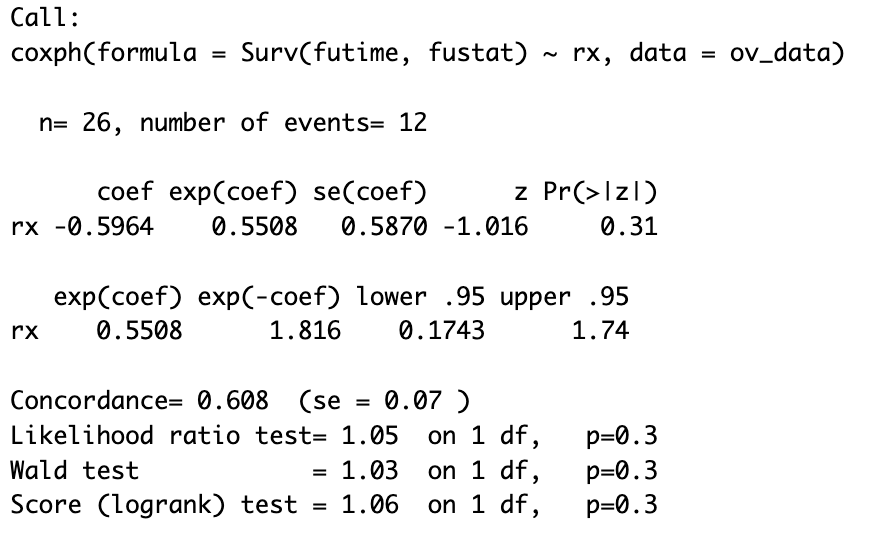 Call:
coxph(formula = Surv(futime, fustat) ~ rx, data = ov_data)
n= 26, number of events= 12
coef exp(coef) se(coef) z Pr(>|z|)
rx -0.5964 0.5508 0.5870 -1.016 0.31
exp(coef) exp(-coef) lower .95 upper .95
rx 0.5508 1.816 0.1743 1.74
Concordance= 0.608 (se = 0.07 )
Likelihood ratio test= 1.05 on 1 df, p=0.3
Wald test = 1.03 on 1 df, p=0.3
Score (logrank) test = 1.06 on 1 df, p=0.3